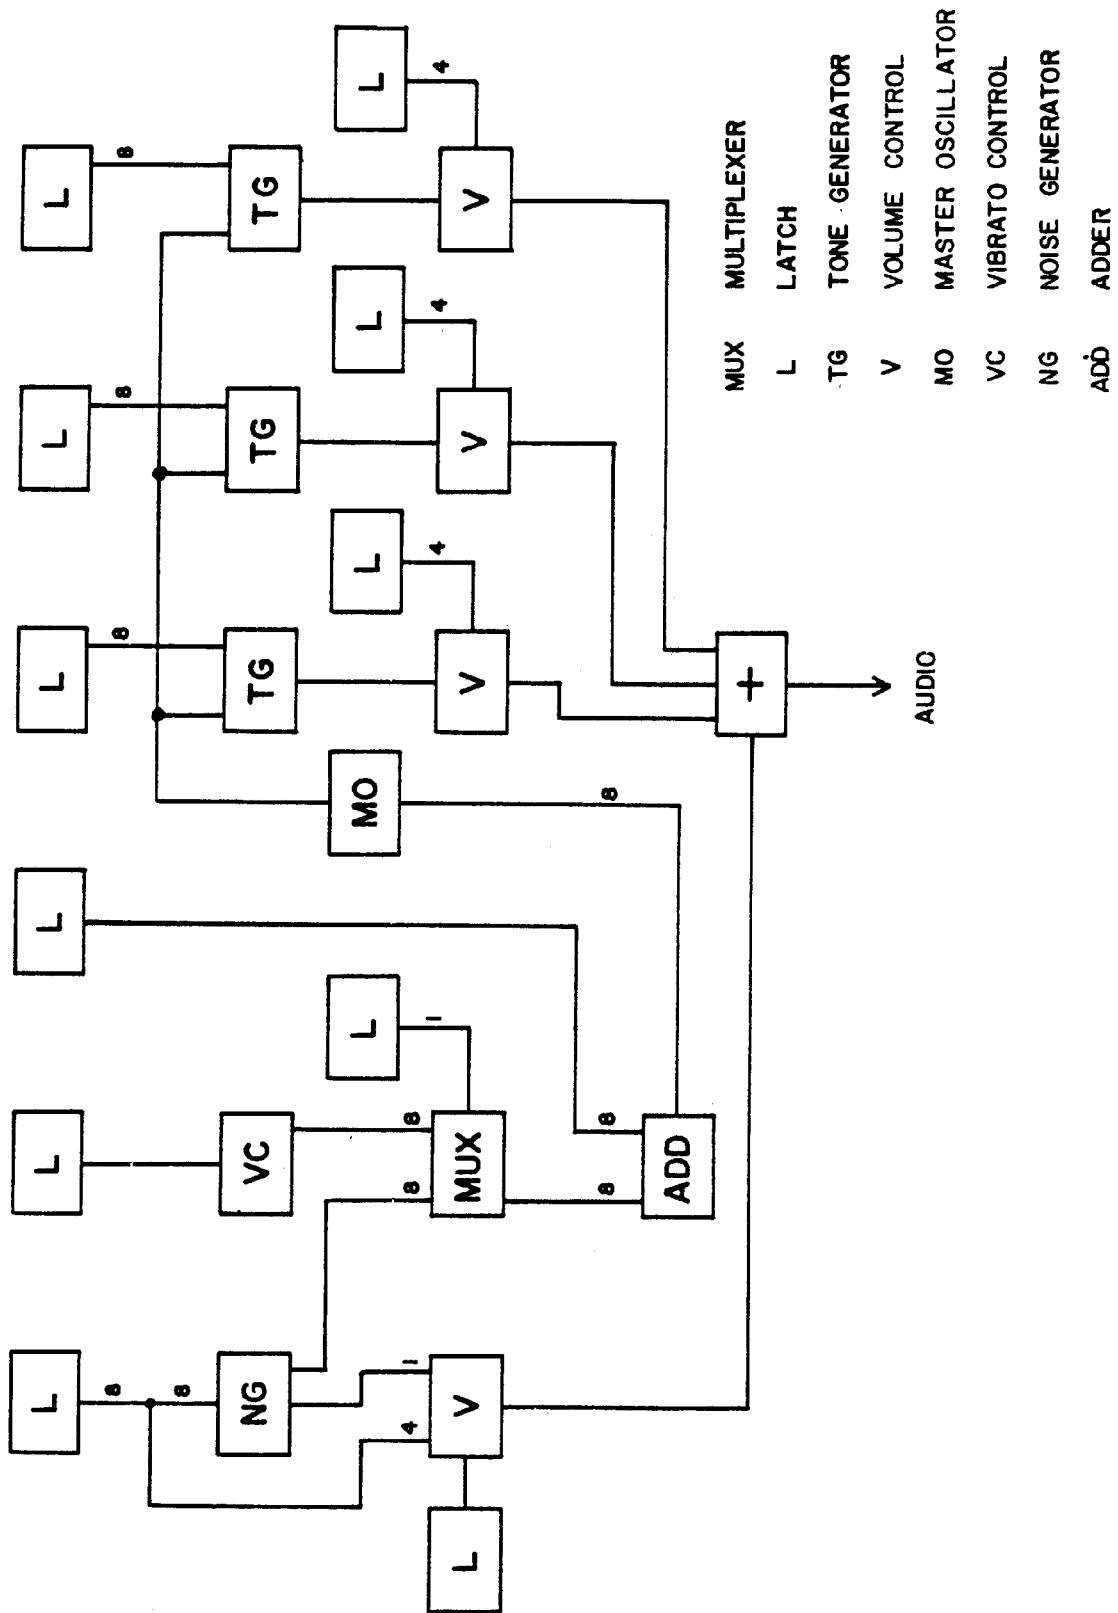 L L L L L L
8 8 8 8
8
NG VC TG TG TG
L MO L L L
4 1 8 8
1 4 4 4
L V MUX V V V
8 8 8
ADD
+
AUDIO
MUX MULTIPLEXER
L LATCH
TG TONE GENERATOR
V VOLUME CONTROL
MO MASTER OSCILLATOR
VC VIBRATO CONTROL
NG NOISE GENERATOR
ADD ADDER